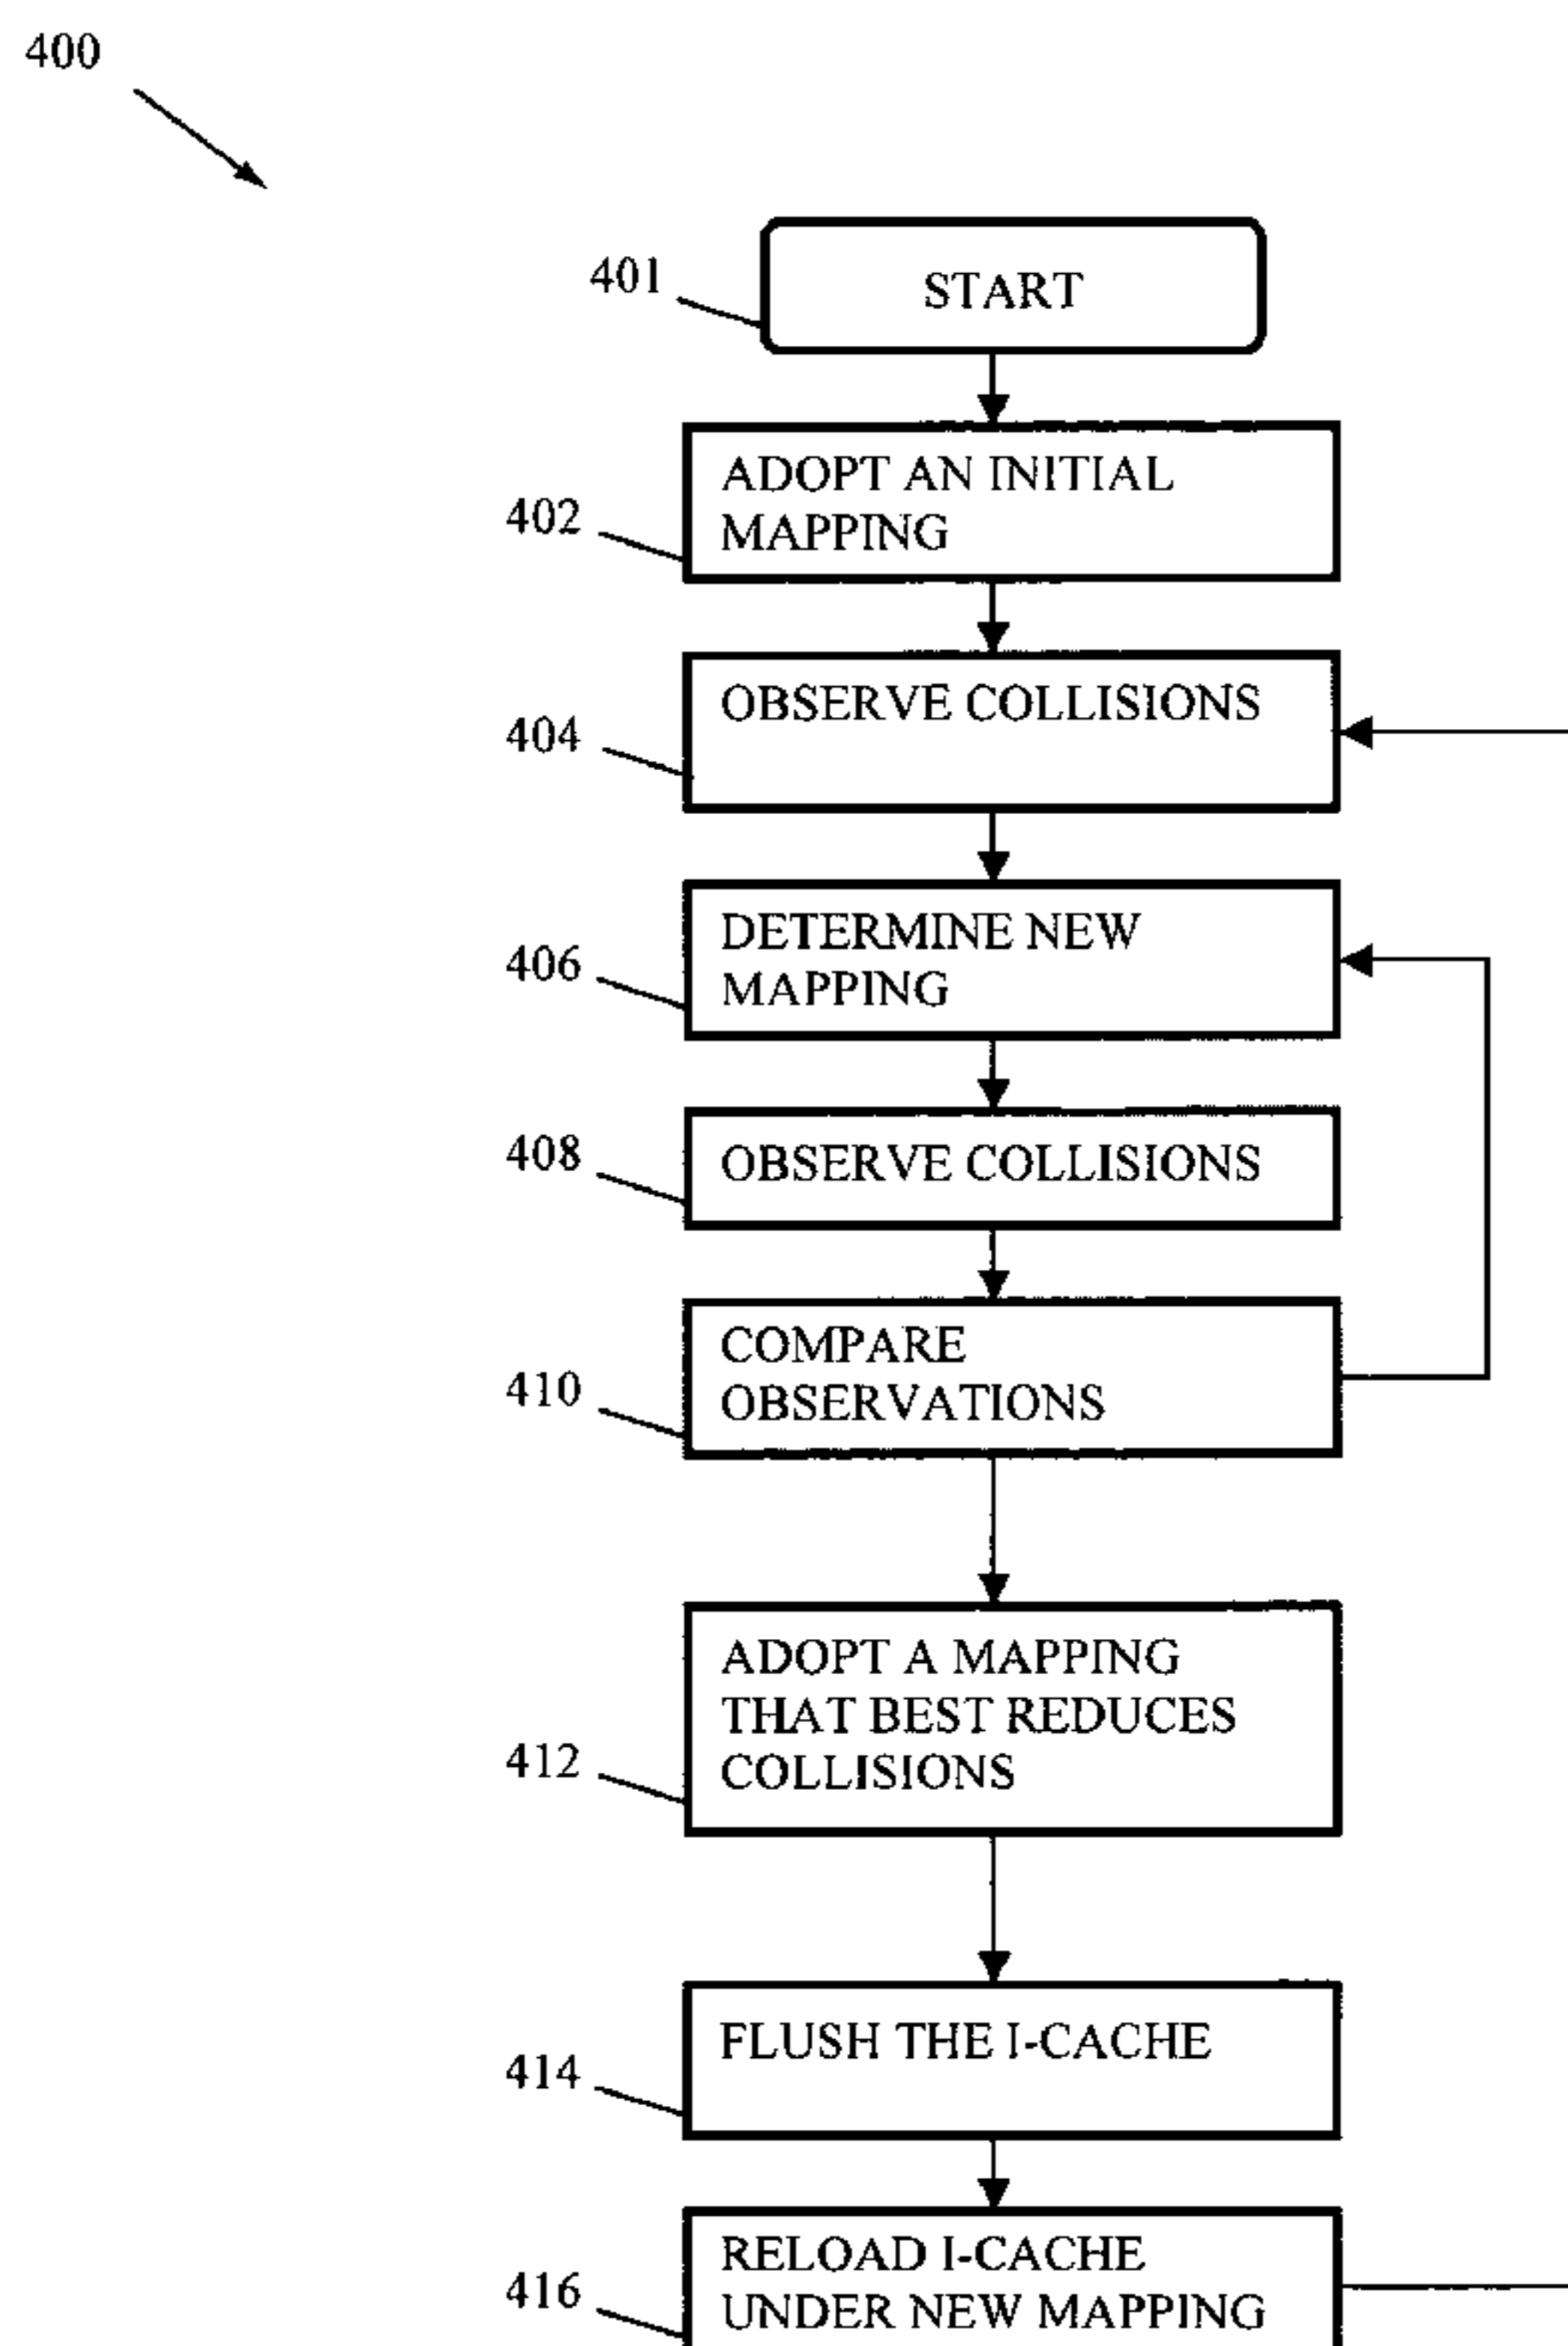 400
401
START
402
ADOPT AN INITIAL
MAPPING
404
OBSERVE COLLISIONS
406
DETERMINE NEW
MAPPING
408
OBSERVE COLLISIONS
410
COMPARE
OBSERVATIONS
412
ADOPT A MAPPING
THAT BEST REDUCES
COLLISIONS
414
FLUSH THE I-CACHE
416
RELOAD I-CACHE
UNDER NEW MAPPING